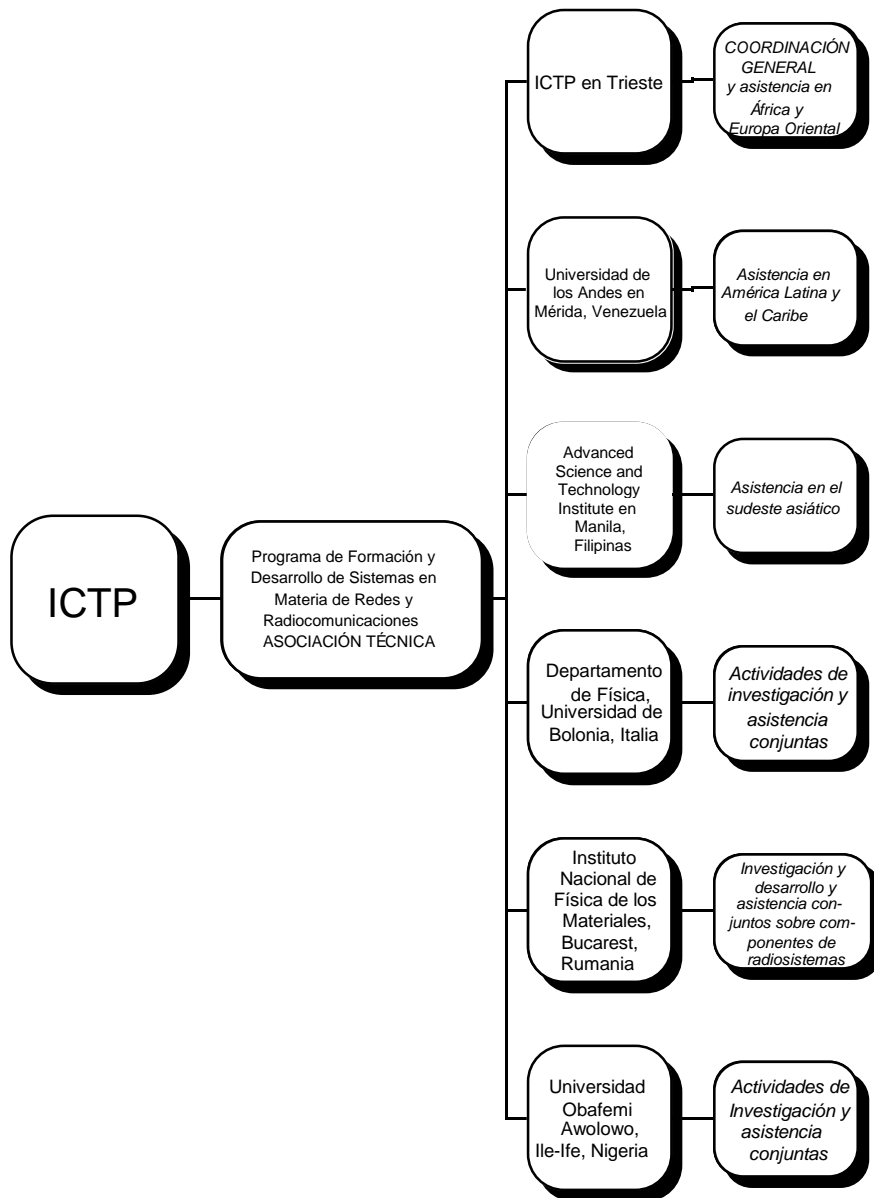 ICTP
Programa de Formación y
Desarrollo de Sistemas en
Materia de Redes y
Radiocomunicaciones
ASOCIACIÓN TÉCNICA
ICTP en Trieste
COORDINACIÓN
GENERAL
y asistencia en
África y
Europa Oriental
Universidad de
los Andes en
Mérida, Venezuela
Asistencia en
América Latina y
el Caribe
Advanced
Science and
Technology
Institute en
Manila,
Filipinas
Asistencia en el
sudeste asiático
Departamento
de Física,
Universidad de
Bolonia, Italia
Actividades de
investigación y
asistencia
conjuntas
Instituto
Nacional de
Física de los
Materiales,
Bucarest,
Rumania
Investigación y
desarrollo y
asistencia con-
juntos sobre com-
ponentes de
radiosistemas
Universidad
Obafemi
Awolowo,
Ile-Ife, Nigeria
Actividades de
Investigación y
asistencia
conjuntas